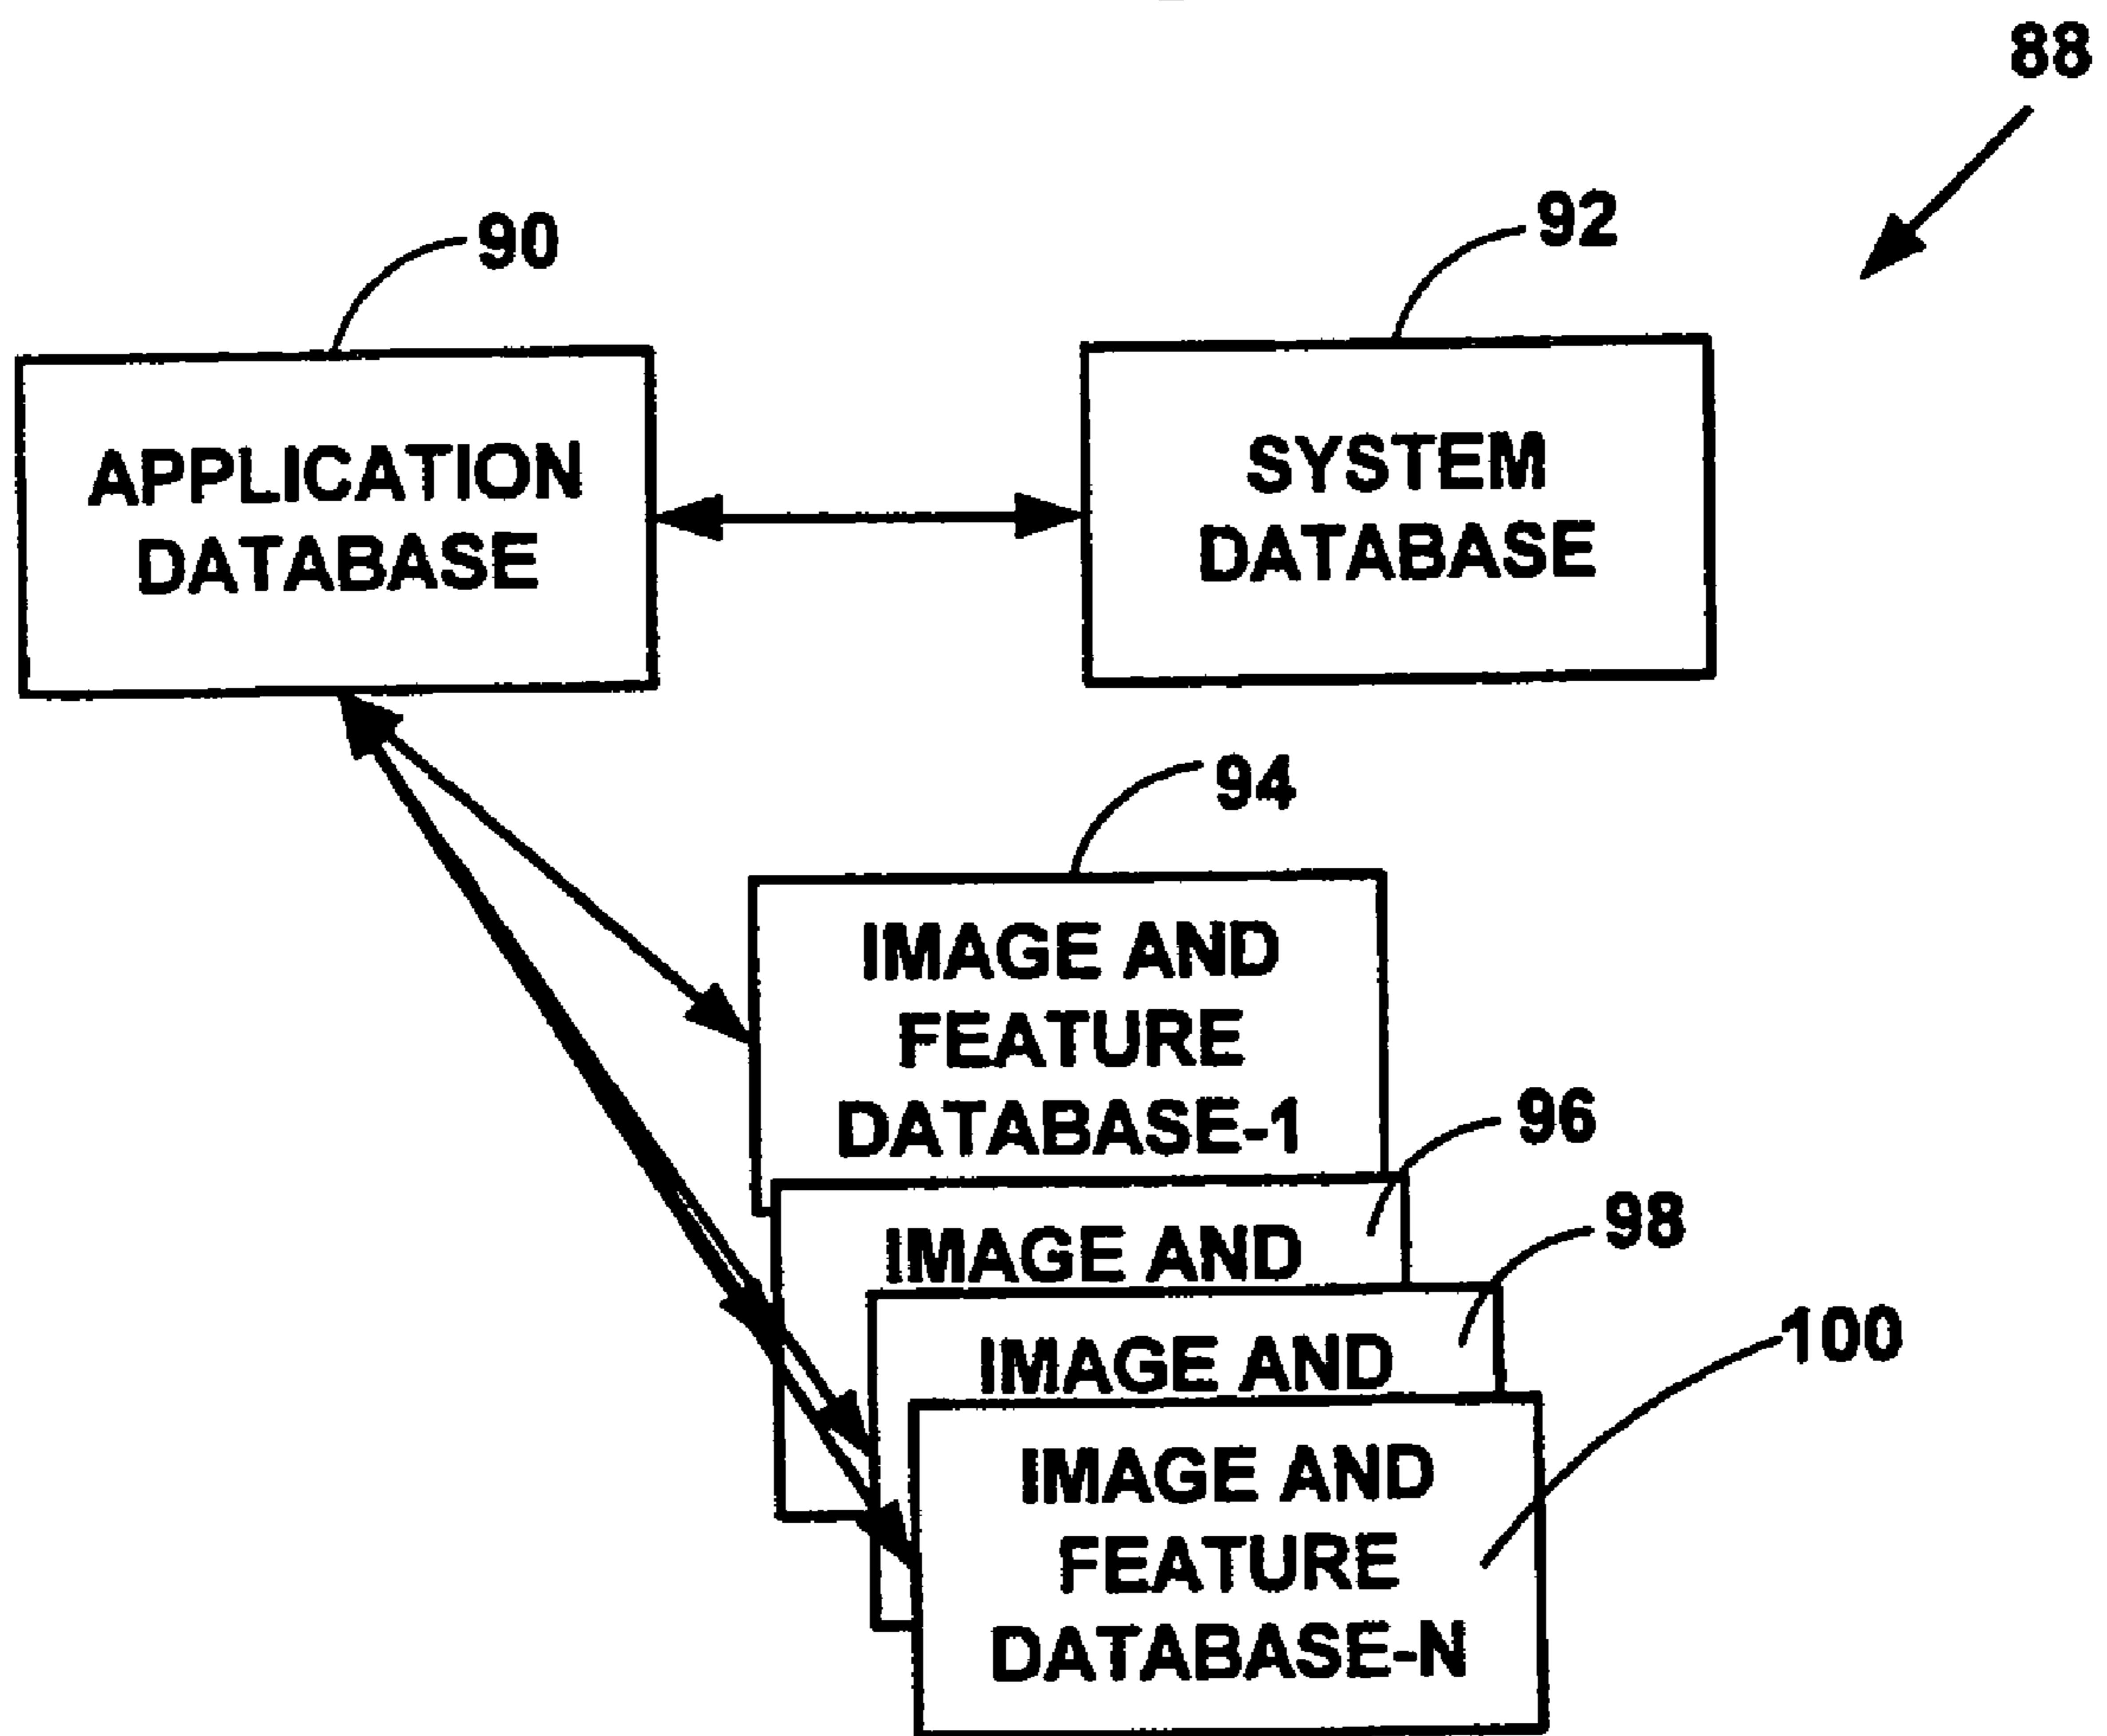 88
90
92
APPLICATION
DATABASE
SYSTEM
DATABASE
94
IMAGE AND
FEATURE
DATABASE-1
96
IMAGE AND
98
IMAGE AND
100
IMAGE AND
FEATURE
DATABASE-N